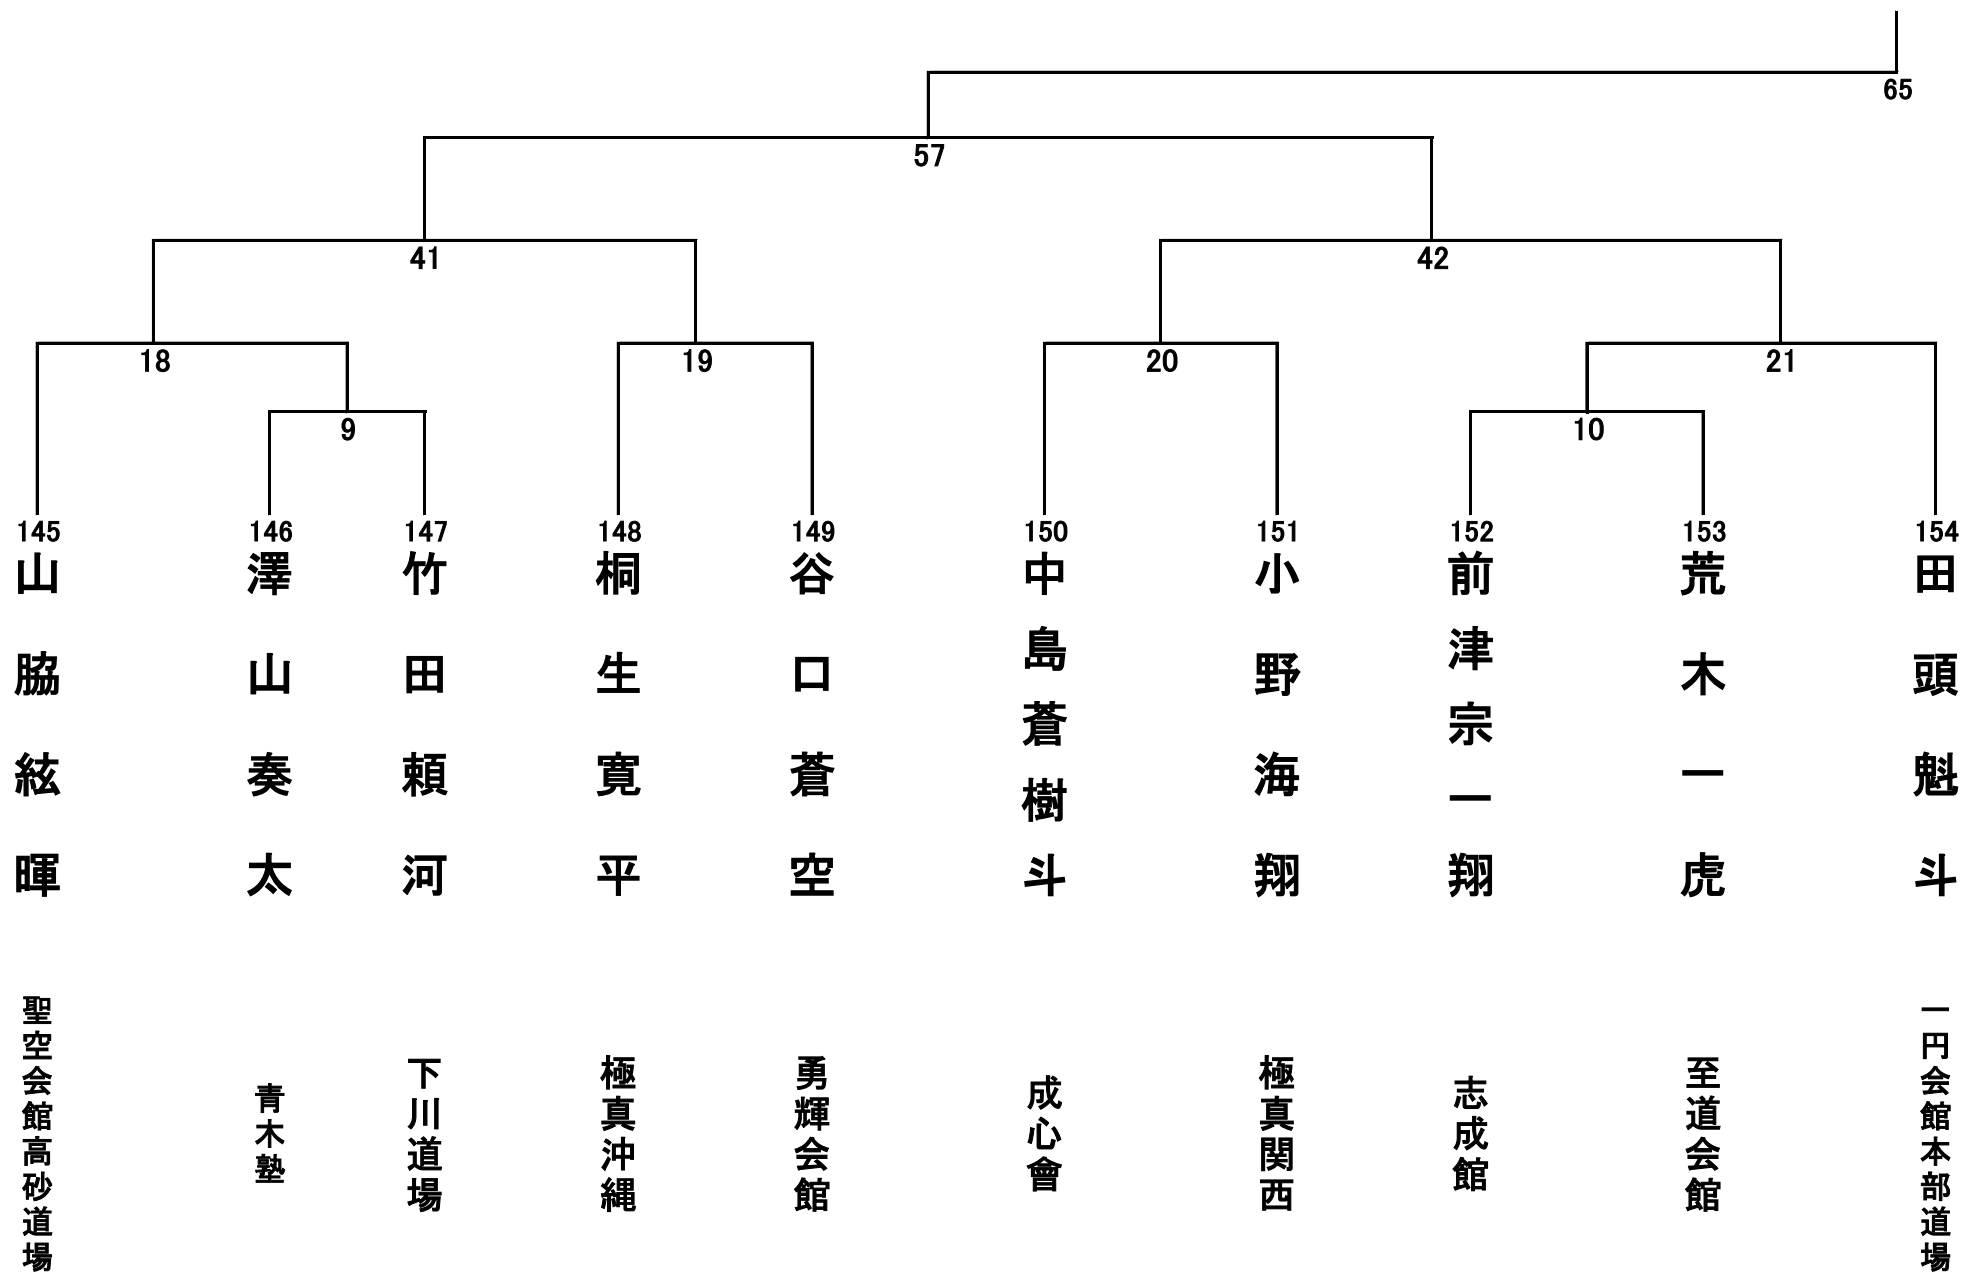 65
57
41
42
18
19
20
21
9
10
145
山脇絃暉
聖空会館高砂道場
146
澤山奏太
青木塾
147
竹田頼河
下川道場
148
桐生寛平
極真沖縄
149
谷口蒼空
勇輝会館
150
中島蒼樹斗
成心會
151
小野海翔
極真関西
152
前津宗一翔
志成館
153
荒木一虎
至道会館
154
田頭魁斗
一円会館本部道場